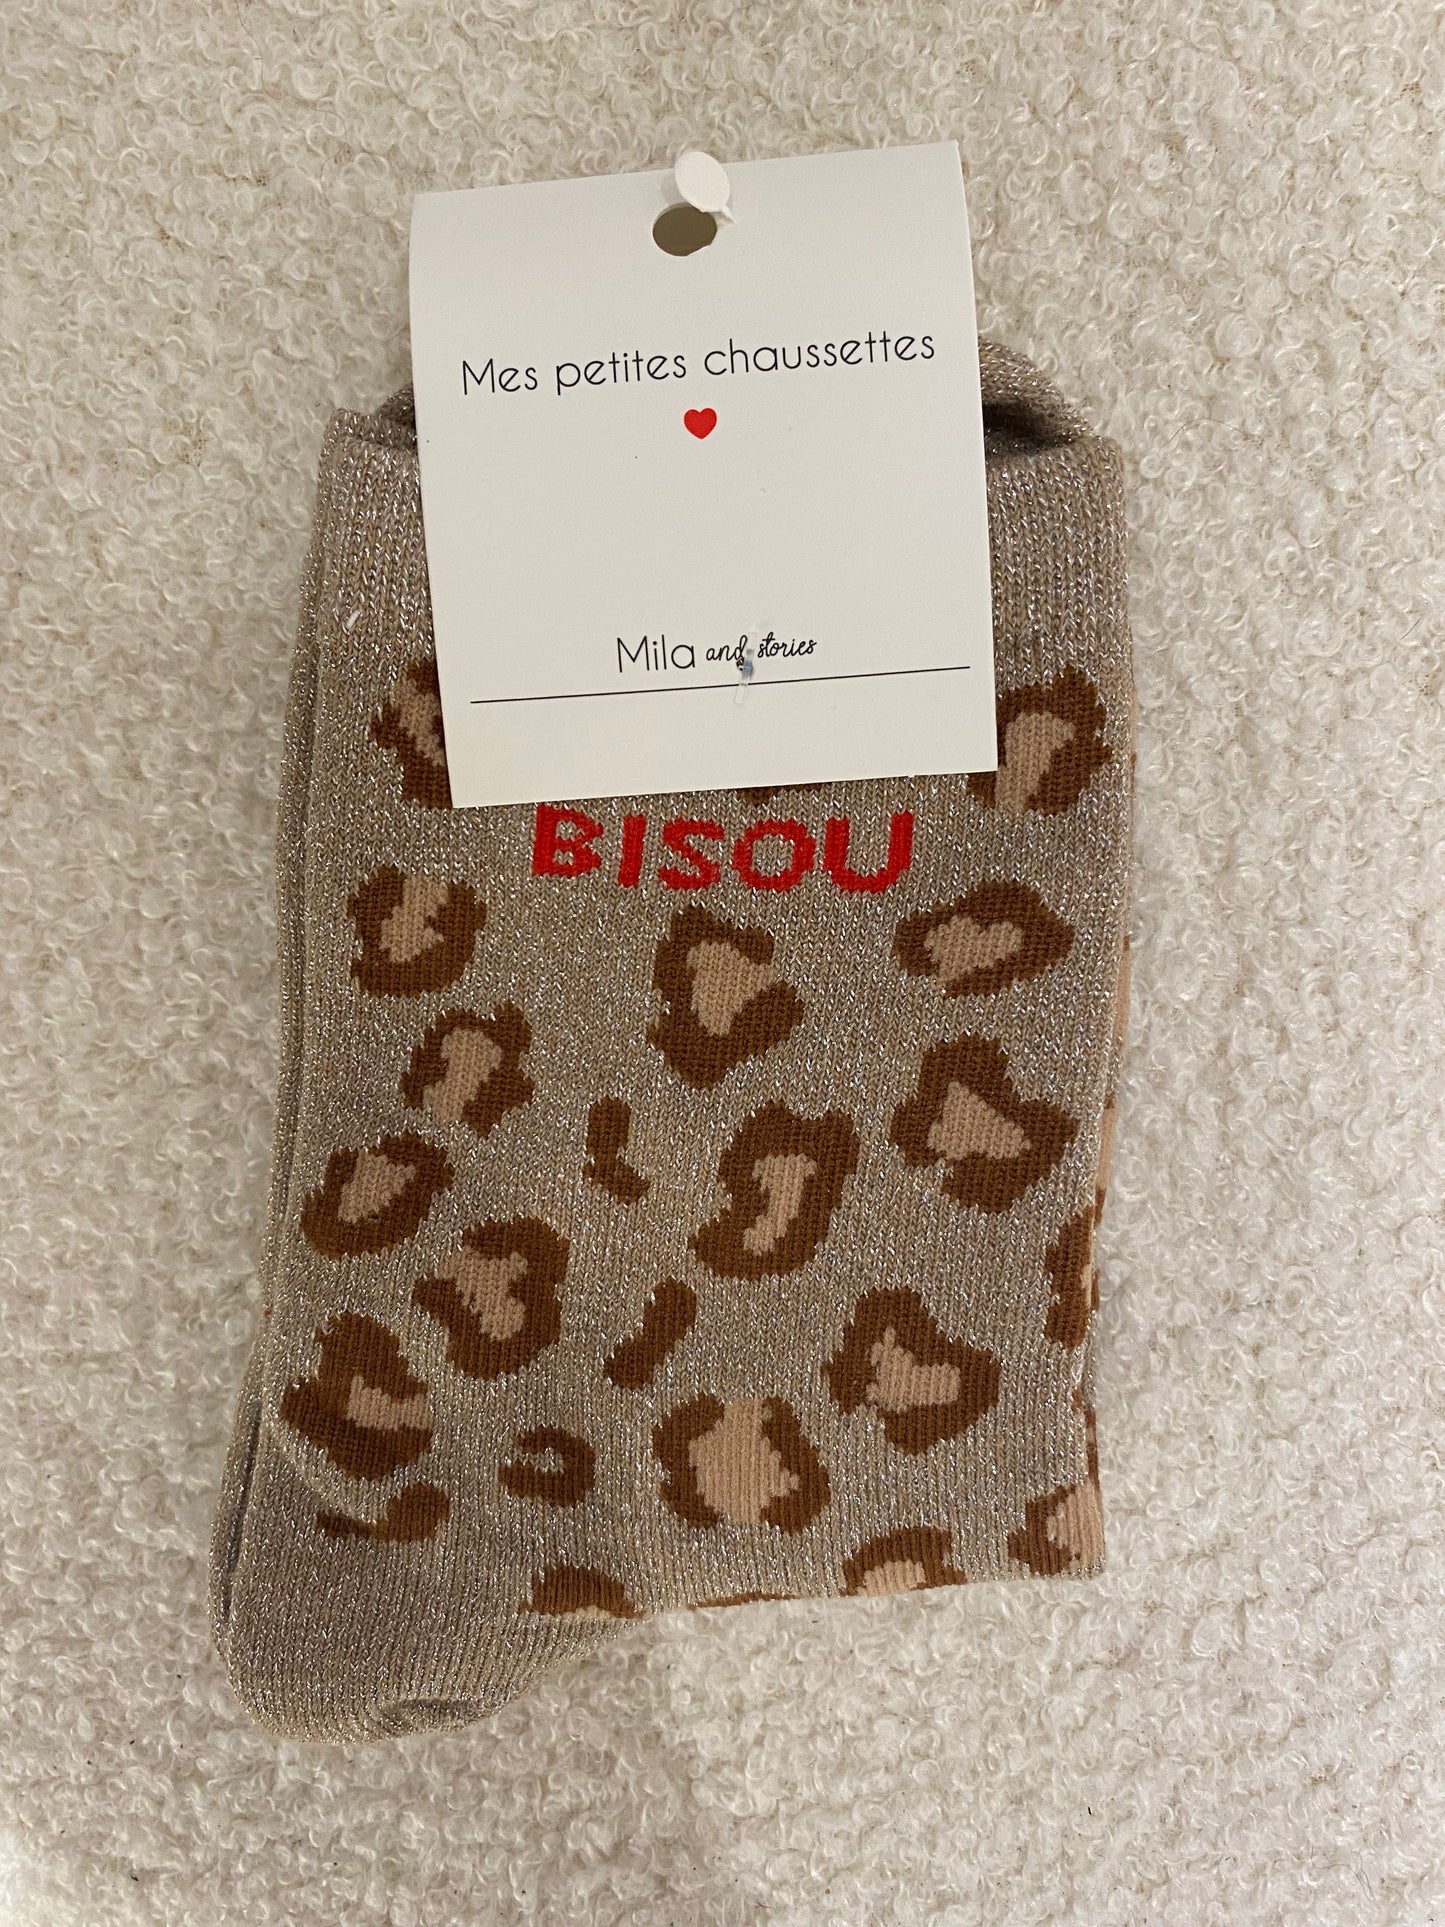 Mes petites chaussettes
Mila and stories
BISOU